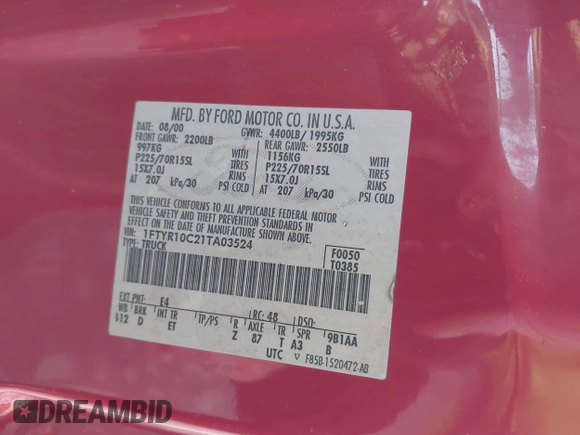 MFD. BY FORD MOTOR CO. IN U.S.A.
DATE: 08/00 GVWR: 4400LB/ 1995KG
FRONT GAWR: 2200LB REAR GAWR: 2550LB
997KG WITH 1156KG WITH
P225/70R15SL TIRES P225/70R15SL TIRES
15X7.0J RIMS 15X7.0J RIMS
AT 207 kPa/30 PSI COLD AT 207 kPa/30 PSI COLD
THIS VEHICLE CONFORMS TO ALL APPLICABLE FEDERAL MOTOR
VEHICLE SAFETY STANDARDS IN EFFECT ON THE
DATE OF MANUFACTURE SHOWN ABOVE.
VIN: 1FTYR10C21TA03524 F0050
TYPE: TRUCK T0385
EXT PNT: E4 RC: 48 DSO:
WB BRK INT TR TP/PS R AXLE TR SPR 9B1AA
112 D ET Z 87 T A3 B
UTC ▽ F85B-1520472-AB
DREAMBID